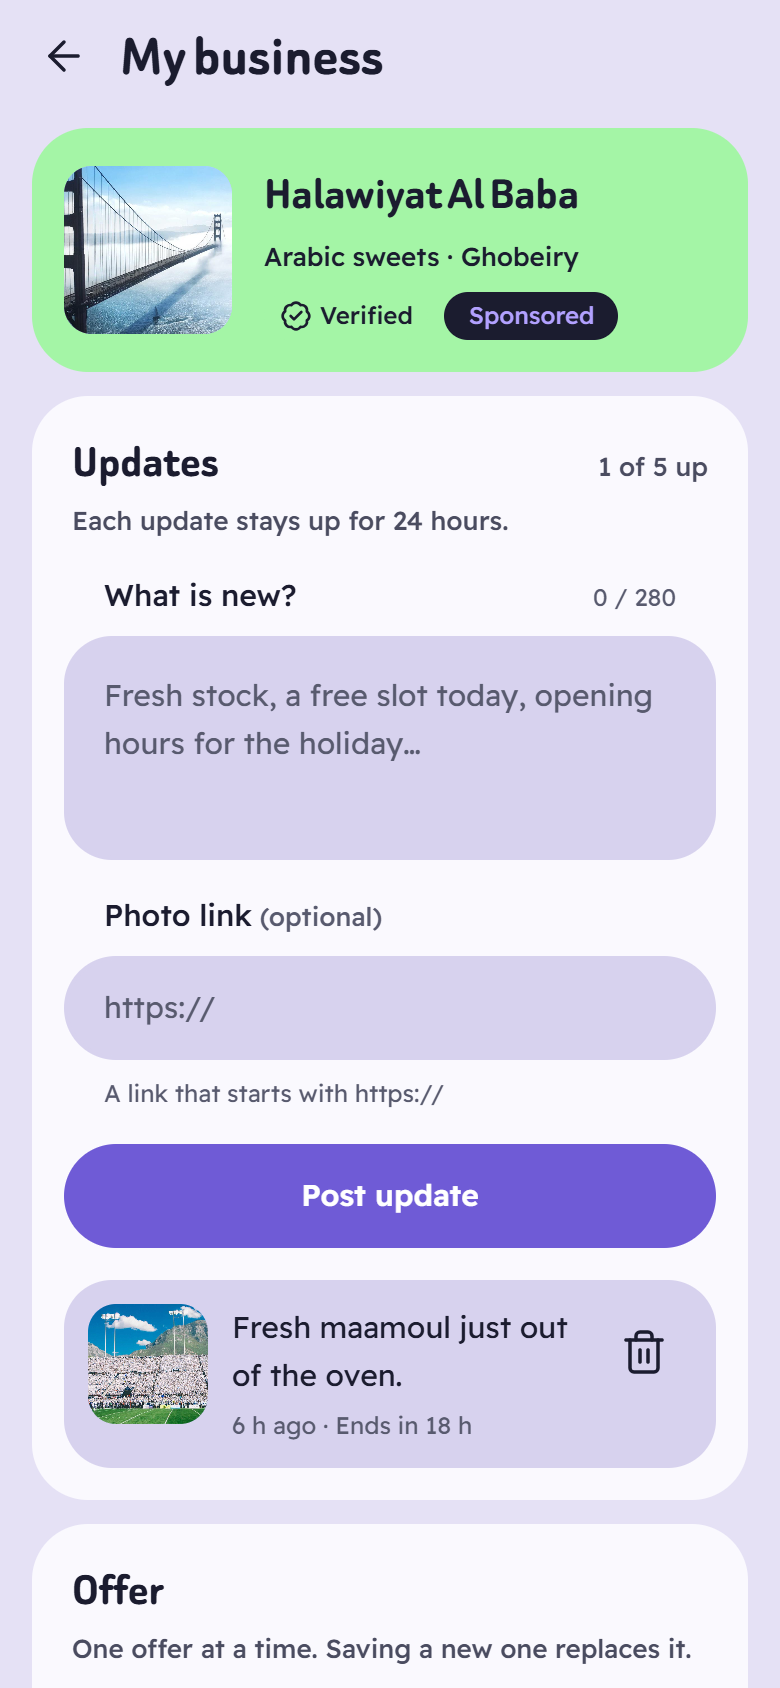 My business
Halawiyat Al Baba
Arabic sweets · Ghobeiry
Verified
Sponsored
Updates
1 of 5 up
Each update stays up for 24 hours.
What is new?
0 / 280
Fresh stock, a free slot today, opening
hours for the holiday…
Photo link (optional)
https://
A link that starts with https://
Post update
Fresh maamoul just out
of the oven.
6 h ago · Ends in 18 h
Offer
One offer at a time. Saving a new one replaces it.